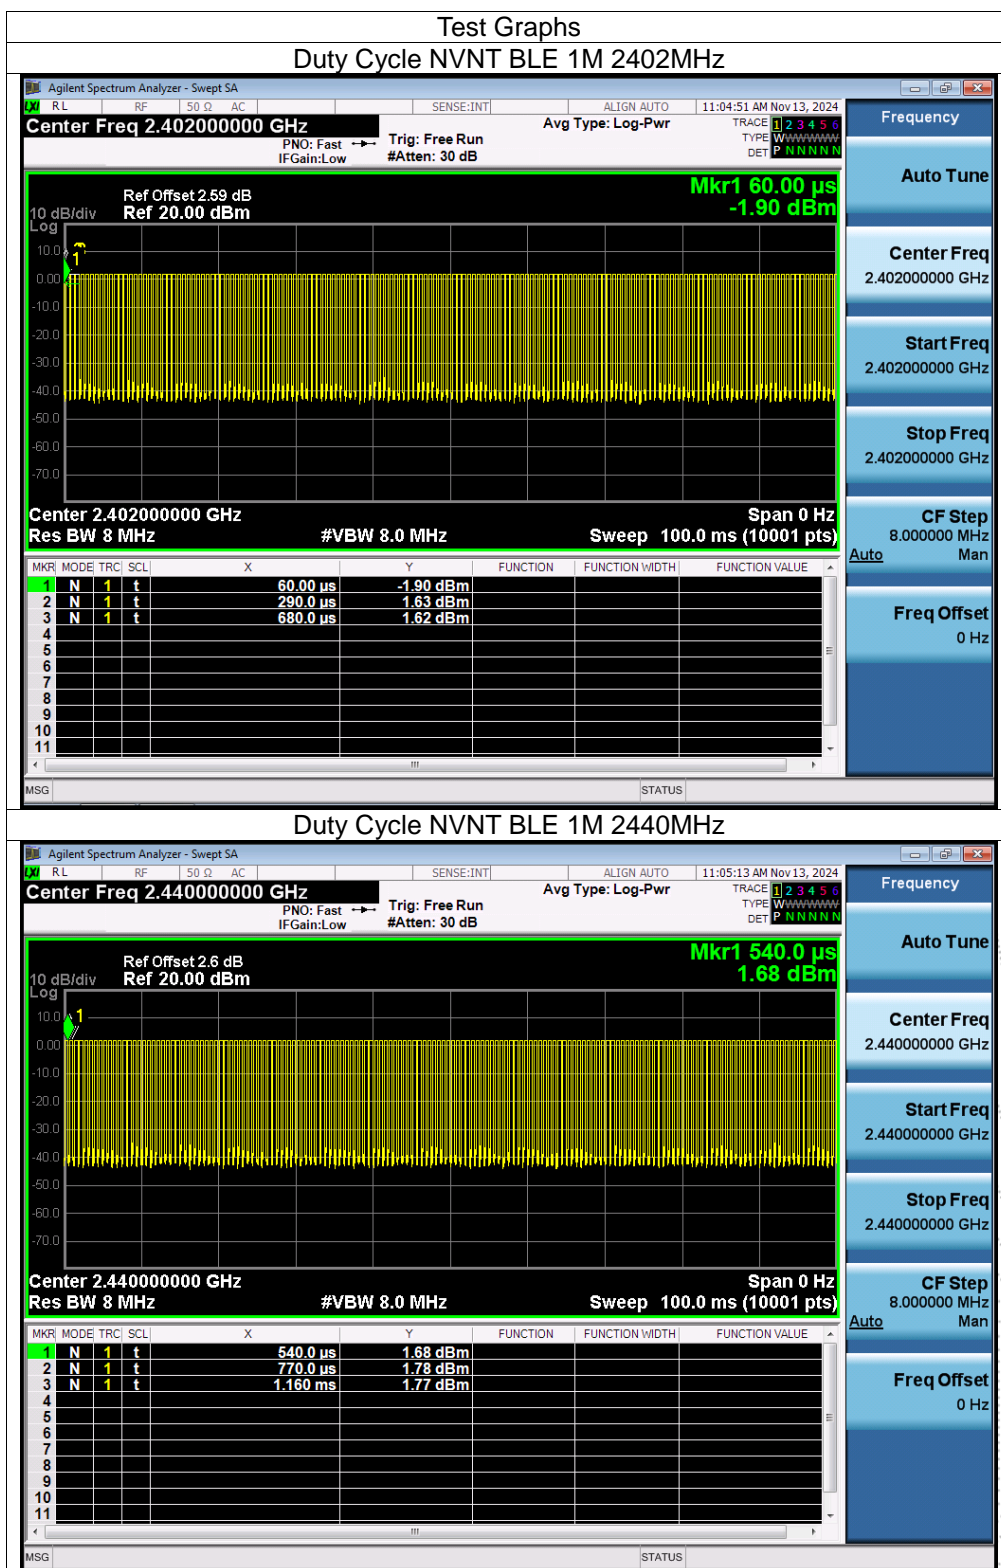 Test Graphs
Duty Cycle NVNT BLE 1M 2402MHz
Agilent Spectrum Analyzer - Swept SA
LXI RL RF 50 Ω AC SENSE:INT ALIGN AUTO 11:04:51 AM Nov 13, 2024
Center Freq 2.402000000 GHz
PNO: Fast
IFGain:Low
Trig: Free Run
#Atten: 30 dB
Avg Type: Log-Pwr
TRACE 1 2 3 4 5 6
TYPE WWWWWWW
DET P N N N N N
Frequency
Mkr1 60.00 µs
-1.90 dBm
Ref Offset 2.59 dB
10 dB/div Ref 20.00 dBm
Log
10.0
0.00
-10.0
-20.0
-30.0
-40.0
-50.0
-60.0
-70.0
1
Center 2.402000000 GHz Span 0 Hz
Res BW 8 MHz #VBW 8.0 MHz Sweep 100.0 ms (10001 pts)
MKR MODE TRC SCL X Y FUNCTION FUNCTION WIDTH FUNCTION VALUE
1 N 1 t 60.00 µs -1.90 dBm
2 N 1 t 290.0 µs 1.63 dBm
3 N 1 t 680.0 µs 1.62 dBm
4
5
6
7
8
9
10
11
MSG STATUS
Auto Tune
Center Freq
2.402000000 GHz
Start Freq
2.402000000 GHz
Stop Freq
2.402000000 GHz
CF Step
8.000000 MHz
Auto Man
Freq Offset
0 Hz
Duty Cycle NVNT BLE 1M 2440MHz
Agilent Spectrum Analyzer - Swept SA
LXI RL RF 50 Ω AC SENSE:INT ALIGN AUTO 11:05:13 AM Nov 13, 2024
Center Freq 2.440000000 GHz
PNO: Fast
IFGain:Low
Trig: Free Run
#Atten: 30 dB
Avg Type: Log-Pwr
TRACE 1 2 3 4 5 6
TYPE WWWWWWW
DET P N N N N N
Frequency
Mkr1 540.0 µs
1.68 dBm
Ref Offset 2.6 dB
10 dB/div Ref 20.00 dBm
Log
10.0
0.00
-10.0
-20.0
-30.0
-40.0
-50.0
-60.0
-70.0
1
Center 2.440000000 GHz Span 0 Hz
Res BW 8 MHz #VBW 8.0 MHz Sweep 100.0 ms (10001 pts)
MKR MODE TRC SCL X Y FUNCTION FUNCTION WIDTH FUNCTION VALUE
1 N 1 t 540.0 µs 1.68 dBm
2 N 1 t 770.0 µs 1.78 dBm
3 N 1 t 1.160 ms 1.77 dBm
4
5
6
7
8
9
10
11
MSG STATUS
Auto Tune
Center Freq
2.440000000 GHz
Start Freq
2.440000000 GHz
Stop Freq
2.440000000 GHz
CF Step
8.000000 MHz
Auto Man
Freq Offset
0 Hz